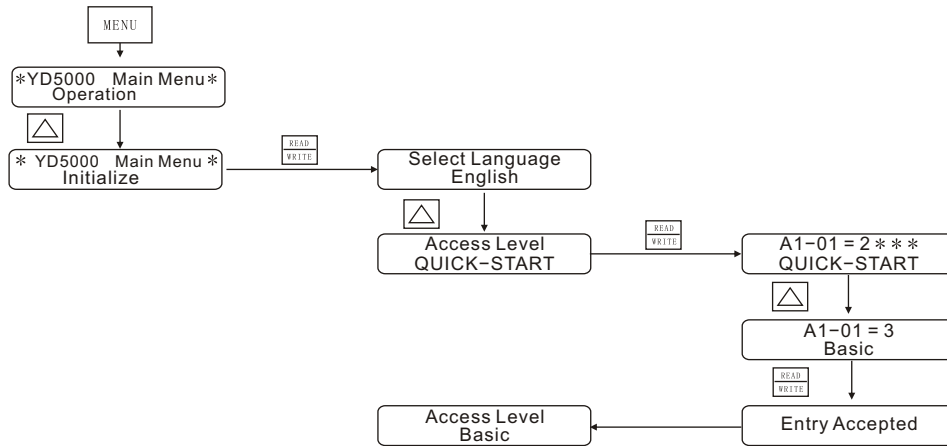 MENU
*YD5000 Main Menu*
Operation
* YD5000 Main Menu *
Initialize
READ
WRITE
Select Language
English
Access Level
QUICK-START
READ
WRITE
A1-01 = 2***
QUICK-START
A1-01 = 3
Basic
READ
WRITE
Entry Accepted
Access Level
Basic